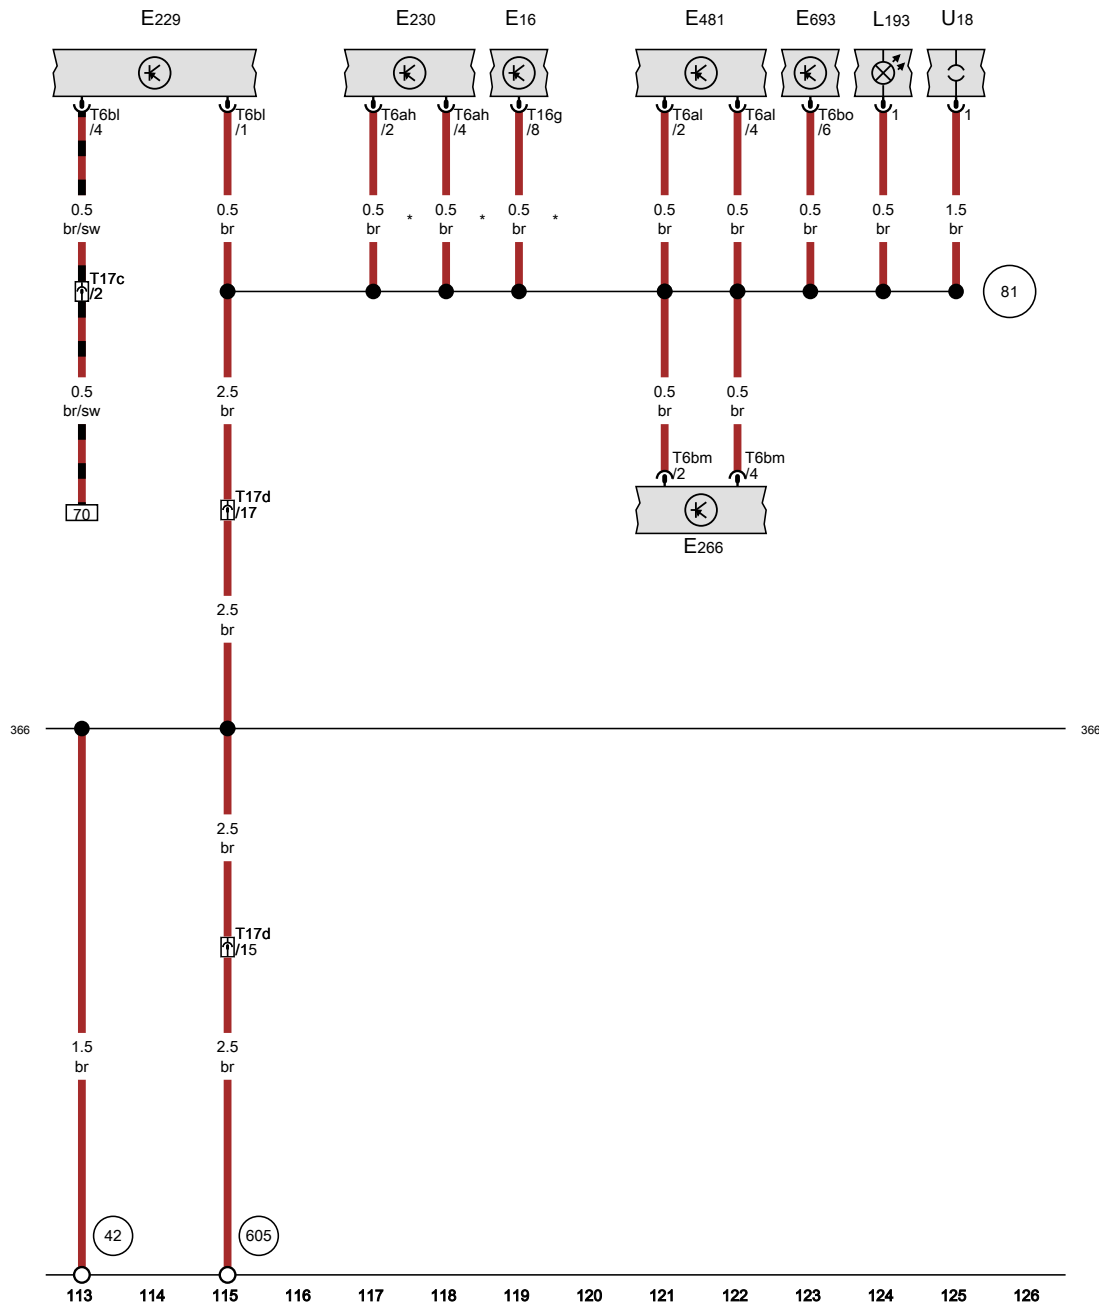 E229 E230 E16 E481 E693 L193 U18
T6bl T6bl T6ah T6ah T16g T6al T6al T6bo 1 1
/4 /1 /2 /4 /8 /2 /4 /6
0.5 0.5 0.5 * 0.5 * 0.5 * 0.5 0.5 0.5 0.5 1.5
br/sw br br br br br br br br br
T17c
/2
81
0.5 2.5 0.5 0.5
br/sw br br br
T6bm T6bm
/2 /4
T17d
/17
70
E266
2.5
br
366 366
2.5
br
T17d
/15
1.5 2.5
br br
42 605
113 114 115 116 117 118 119 120 121 122 123 124 125 126